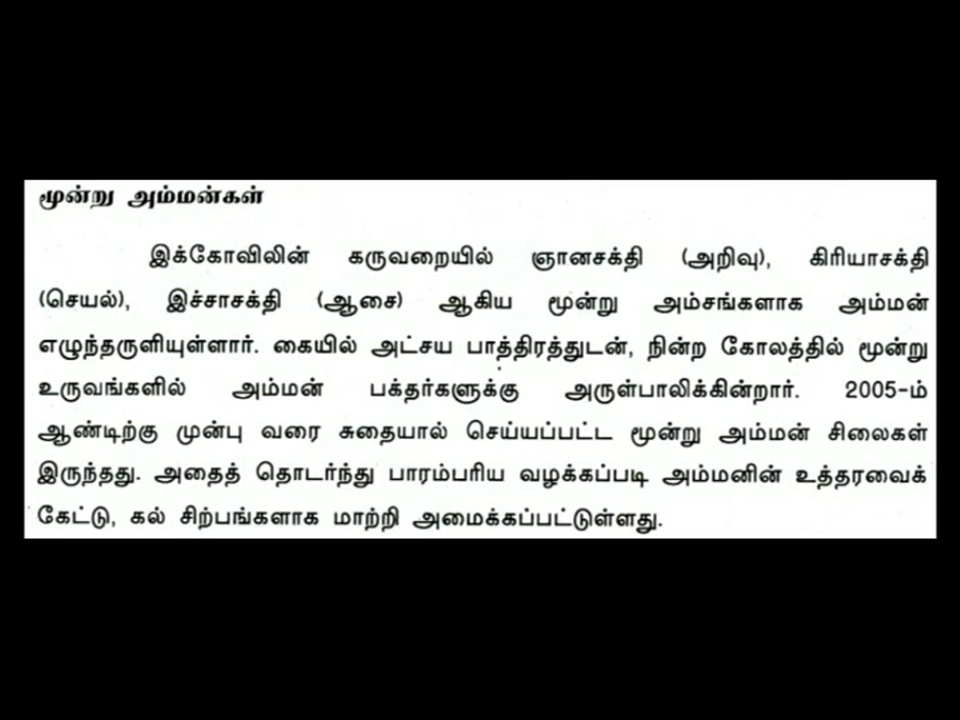 மூன்று அம்மன்கள்
இக்கோவிலின் கருவறையில் ஞானசக்தி (அறிவு), கிரியாசக்தி
(செயல்), இச்சாசக்தி (ஆசை) ஆகிய மூன்று அம்சங்களாக அம்மன்
எழுந்தருளியுள்ளார். கையில் அட்சய பாத்திரத்துடன், நின்ற கோலத்தில் மூன்று
உருவங்களில் அம்மன் பக்தர்களுக்கு அருள்பாலிக்கின்றார். 2005-ம்
ஆண்டிற்கு முன்பு வரை சுதையால் செய்யப்பட்ட மூன்று அம்மன் சிலைகள்
இருந்தது. அதைத் தொடர்ந்து பாரம்பரிய வழக்கப்படி அம்மனின் உத்தரவைக்
கேட்டு, கல் சிற்பங்களாக மாற்றி அமைக்கப்பட்டுள்ளது.